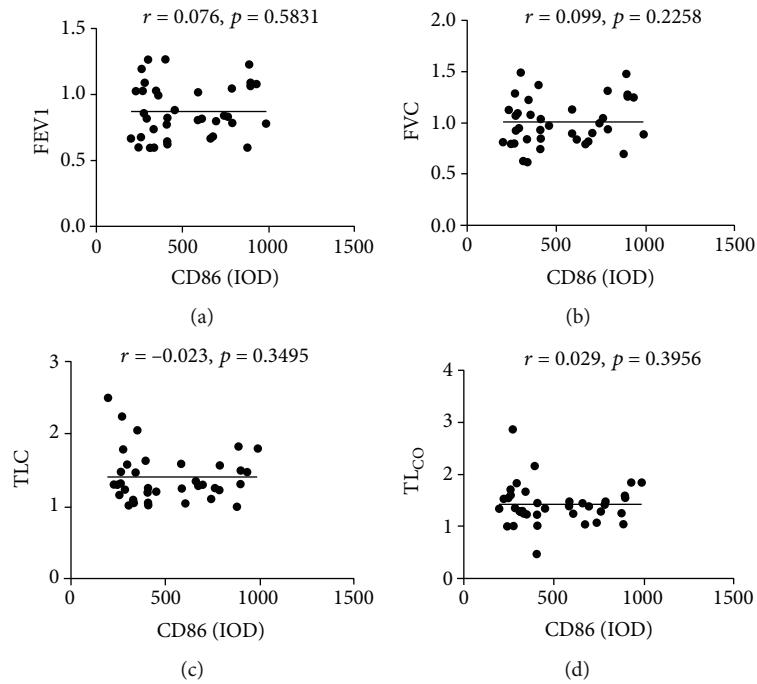 r = 0.076, p = 0.5831
1.5
1.0
0.5
0.0
FEV1
0 500 1000 1500
CD86 (IOD)
(a)
r = 0.099, p = 0.2258
2.0
1.5
1.0
0.5
0.0
FVC
0 500 1000 1500
CD86 (IOD)
(b)
r = –0.023, p = 0.3495
3
2
1
0
TLC
0 500 1000 1500
CD86 (IOD)
(c)
r = 0.029, p = 0.3956
4
3
2
1
0
TLCO
0 500 1000 1500
CD86 (IOD)
(d)